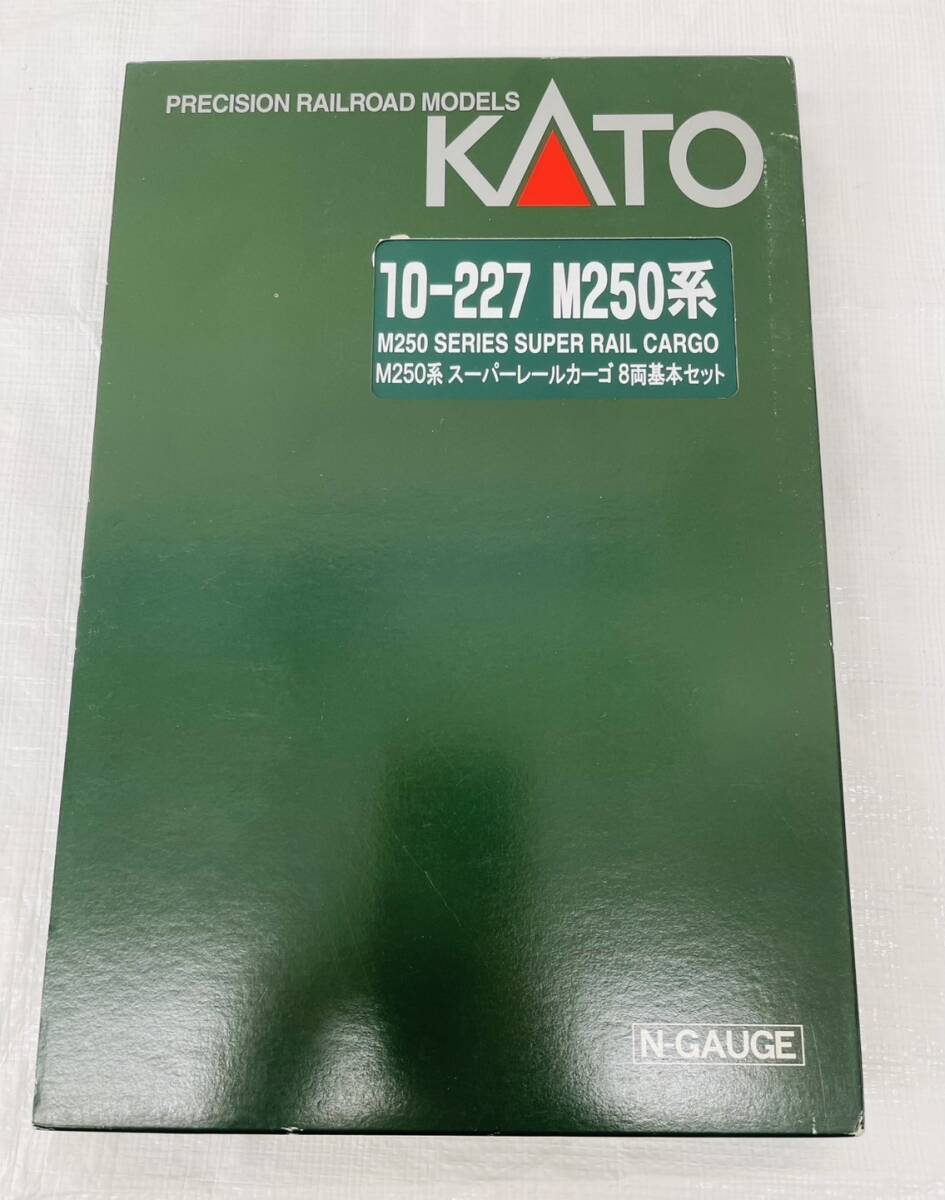 PRECISION RAILROAD MODELS
KATO
10-227 M250系
M250 SERIES SUPER RAIL CARGO
M250系 スーパーレールカーゴ 8両基本セット
N-GAUGE